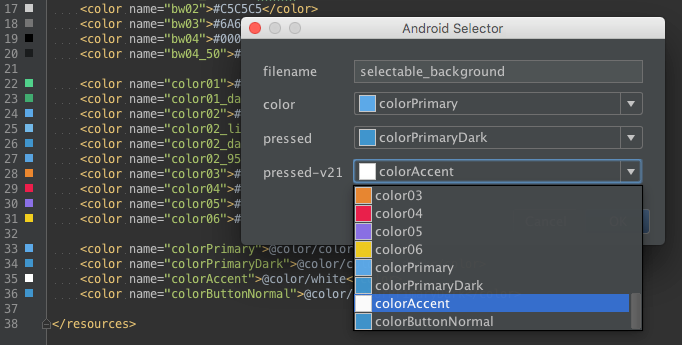 17 <color name="bw02">#C5C5C5</color>
18 <color name="bw03">#6A6
19 <color name="bw04">#000
20 <color name="bw04_50">#
21
22 <color name="color01">#
23 <color name="color01_da
24 <color name="color02">#
25 <color name="color02_li
26 <color name="color02_da
27 <color name="color02_95
28 <color name="color03">#
29 <color name="color04">#
30 <color name="color05">#
31 <color name="color06">#
32
33 <color name="colorPrimary">@color/color
34 <color name="colorPrimaryDark">@color/c
35 <color name="colorAccent">@color/white<
36 <color name="colorButtonNormal">@color/
37
38 </resources>
Android Selector
filename selectable_background
color colorPrimary
pressed colorPrimaryDark
pressed-v21 colorAccent
color03
color04
color05
color06
colorPrimary
colorPrimaryDark
colorAccent
colorButtonNormal